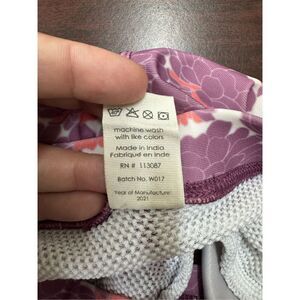 machine wash
with like colors
Made in India
Fabriqué en Inde
RN # 113087
Batch No. W017
Year of Manufacture:
2021